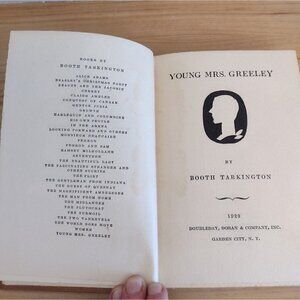 BOOKS BY
BOOTH TARKINGTON
ALICE ADAMS
BEASLEY'S CHRISTMAS PARTY
BEAUTY AND THE JACOBIN
CHERRY
CLAIRE AMBLER
CONQUEST OF CANAAN
GENTLE JULIA
GROWTH
HARLEQUIN AND COLUMBINE
HIS OWN PEOPLE
IN THE ARENA
LOOKING FORWARD AND OTHERS
MONSIEUR BEAUCAIRE
PENROD
PENROD AND SAM
RAMSEY MILHOLLAND
SEVENTEEN
THE BEAUTIFUL LADY
THE FASCINATING STRANGER AND
OTHER STORIES
THE FLIRT
THE GENTLEMAN FROM INDIANA
THE GUEST OF QUESNAY
THE MAGNIFICENT AMBERSONS
THE MAN FROM HOME
THE MIDLANDER
THE PLUTOCRAT
THE TURMOIL
THE TWO VANREVELS
THE WORLD DOES MOVE
WOMEN
YOUNG MRS. GREELEY
YOUNG MRS. GREELEY
BY
BOOTH TARKINGTON
1929
DOUBLEDAY, DORAN & COMPANY, INC.
GARDEN CITY, N. Y.